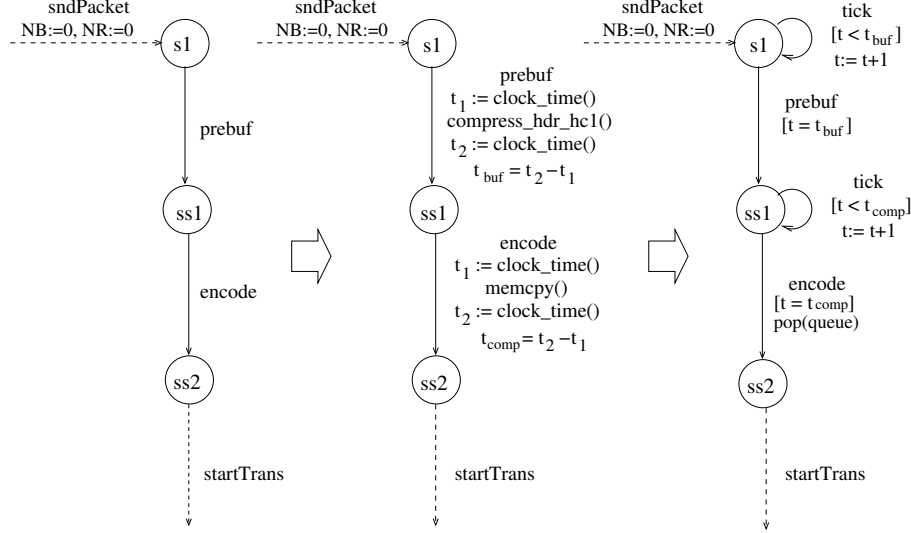 sndPacket
NB:=0, NR:=0
s1
prebuf
ss1
encode
ss2
startTrans
sndPacket
NB:=0, NR:=0
s1
prebuf
t1 := clock_time()
compress_hdr_hc1()
t2 := clock_time()
tbuf = t2 − t1
ss1
encode
t1 := clock_time()
memcpy()
t2 := clock_time()
tcomp = t2 − t1
ss2
startTrans
sndPacket
NB:=0, NR:=0
s1
tick
[t < tbuf]
t:= t+1
prebuf
[t = tbuf]
ss1
tick
[t < tcomp]
t:= t+1
encode
[t = tcomp]
pop(queue)
ss2
startTrans